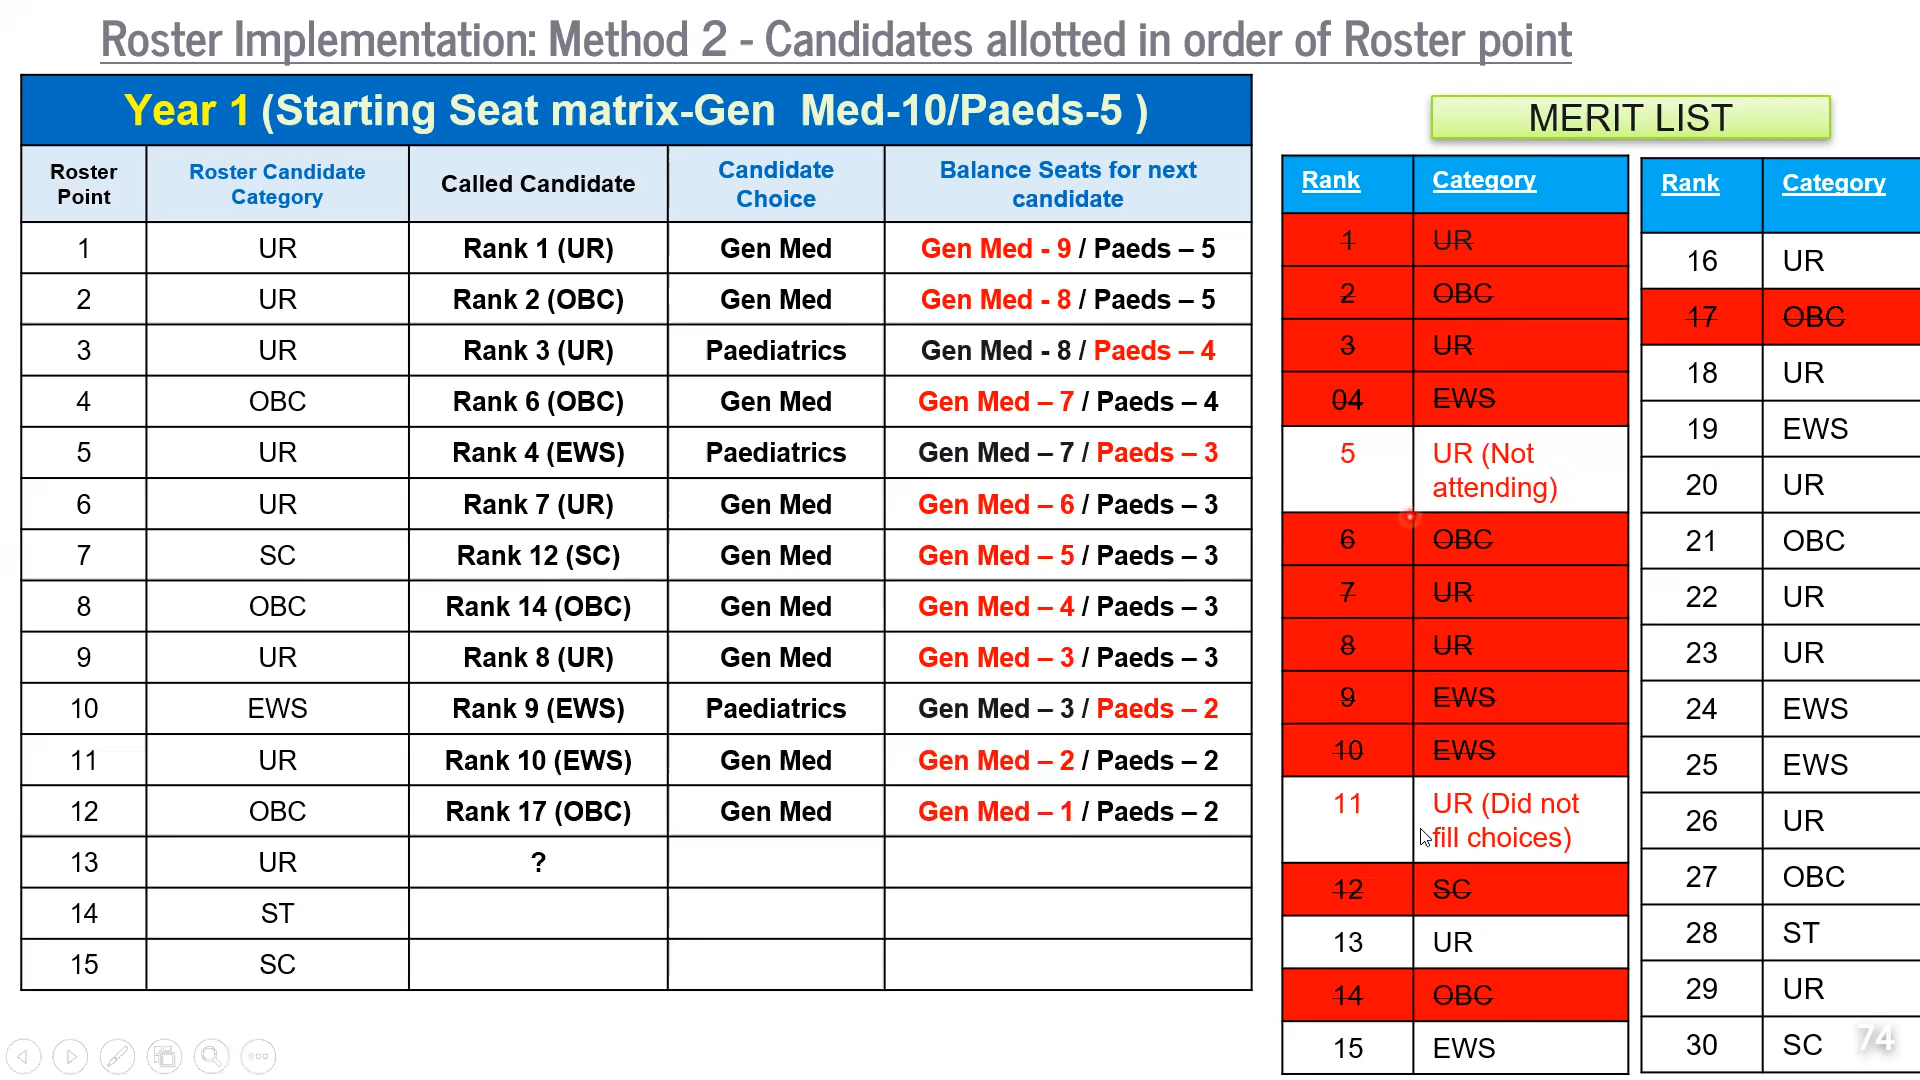 Roster Implementation: Method 2 - Candidates allotted in order of Roster point
Year 1 (Starting Seat matrix-Gen Med-10/Paeds-5 )
Roster Point Roster Candidate Category Called Candidate Candidate Choice Balance Seats for next candidate
1 UR Rank 1 (UR) Gen Med Gen Med - 9 / Paeds – 5
2 UR Rank 2 (OBC) Gen Med Gen Med - 8 / Paeds – 5
3 UR Rank 3 (UR) Paediatrics Gen Med - 8 / Paeds – 4
4 OBC Rank 6 (OBC) Gen Med Gen Med – 7 / Paeds – 4
5 UR Rank 4 (EWS) Paediatrics Gen Med – 7 / Paeds – 3
6 UR Rank 7 (UR) Gen Med Gen Med – 6 / Paeds – 3
7 SC Rank 12 (SC) Gen Med Gen Med – 5 / Paeds – 3
8 OBC Rank 14 (OBC) Gen Med Gen Med – 4 / Paeds – 3
9 UR Rank 8 (UR) Gen Med Gen Med – 3 / Paeds – 3
10 EWS Rank 9 (EWS) Paediatrics Gen Med – 3 / Paeds – 2
11 UR Rank 10 (EWS) Gen Med Gen Med – 2 / Paeds – 2
12 OBC Rank 17 (OBC) Gen Med Gen Med – 1 / Paeds – 2
13 UR ?
14 ST
15 SC
MERIT LIST
Rank Category
1 UR
2 OBC
3 UR
04 EWS
5 UR (Not attending)
6 OBC
7 UR
8 UR
9 EWS
10 EWS
11 UR (Did not fill choices)
12 SC
13 UR
14 OBC
15 EWS
Rank Category
16 UR
17 OBC
18 UR
19 EWS
20 UR
21 OBC
22 UR
23 UR
24 EWS
25 EWS
26 UR
27 OBC
28 ST
29 UR
30 SC
74